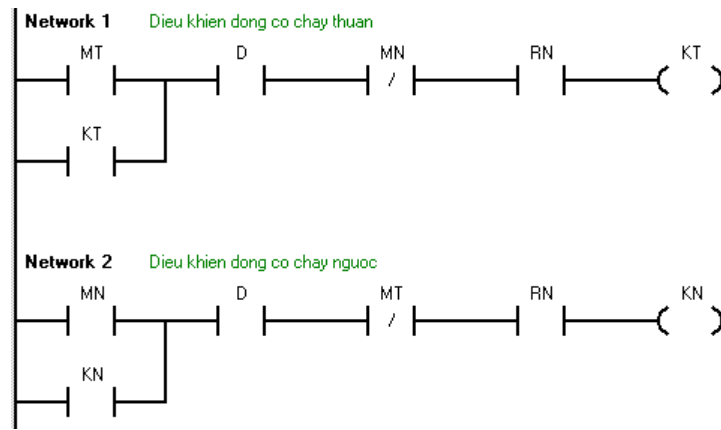 Network 1 Dieu khien dong co chay thuan
MT D MN RN KT
/
KT
Network 2 Dieu khien dong co chay nguoc
MN D MT RN KN
/
KN